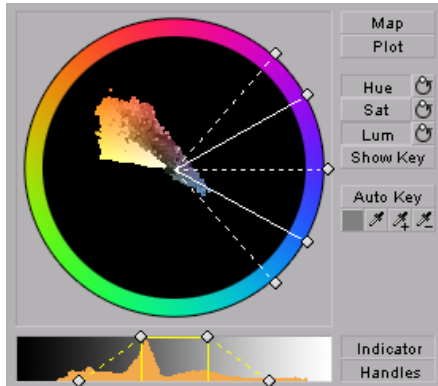 Map
Plot
Hue
Sat
Lum
Show Key
Auto Key
Indicator
Handles